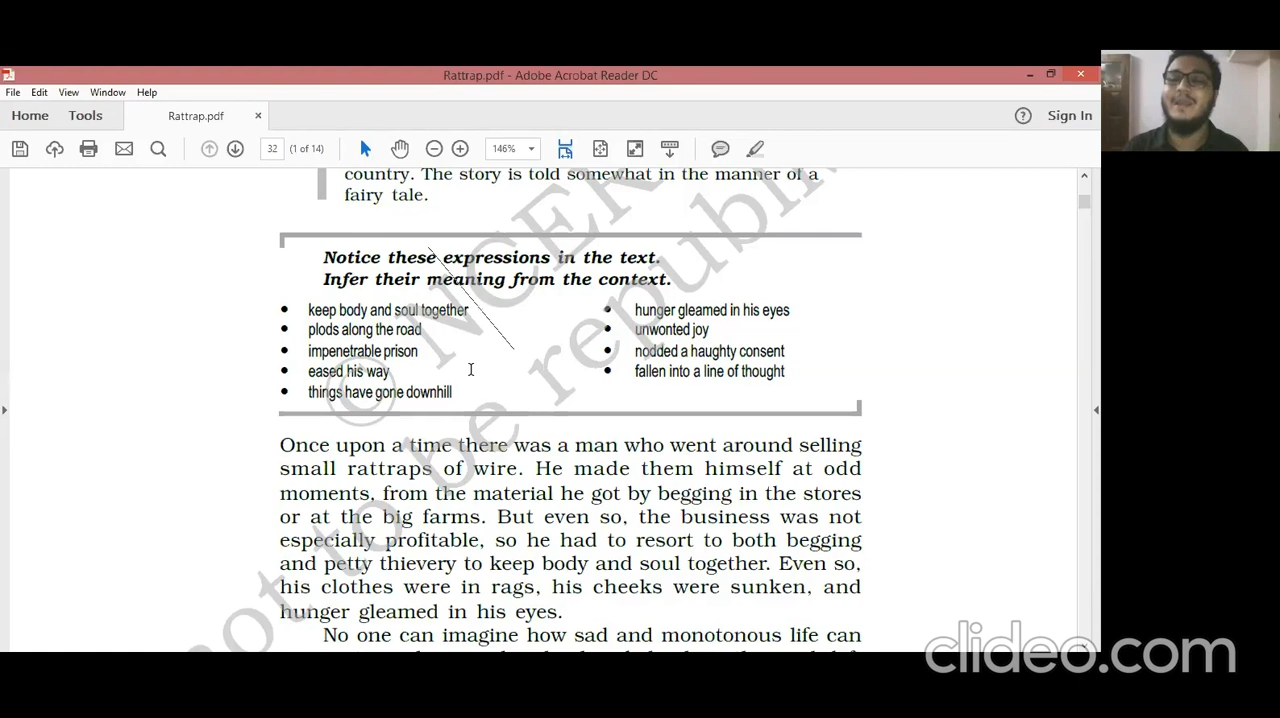 Rattrap.pdf - Adobe Acrobat Reader DC
File Edit View Window Help
Home Tools Rattrap.pdf × Sign In
32 (1 of 14) 146%
country. The story is told somewhat in the manner of a
fairy tale.
Notice these expressions in the text.
Infer their meaning from the context.
• keep body and soul together
• plods along the road
• impenetrable prison
• eased his way
• things have gone downhill
• hunger gleamed in his eyes
• unwonted joy
• nodded a haughty consent
• fallen into a line of thought
Once upon a time there was a man who went around selling
small rattraps of wire. He made them himself at odd
moments, from the material he got by begging in the stores
or at the big farms. But even so, the business was not
especially profitable, so he had to resort to both begging
and petty thievery to keep body and soul together. Even so,
his clothes were in rags, his cheeks were sunken, and
hunger gleamed in his eyes.
No one can imagine how sad and monotonous life can
© NCER
not to be republi
clideo.com